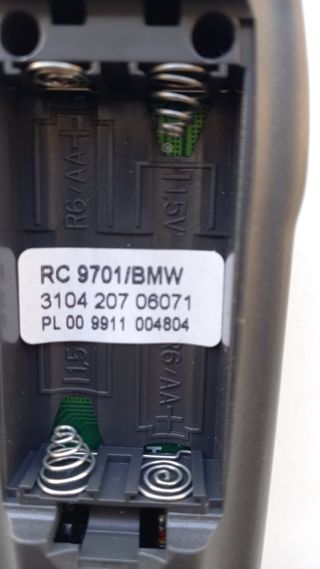 R6/AA
1,5V
RC 9701/BMW
3104 207 06071
PL 00 9911 004804
1,5
R6/AA